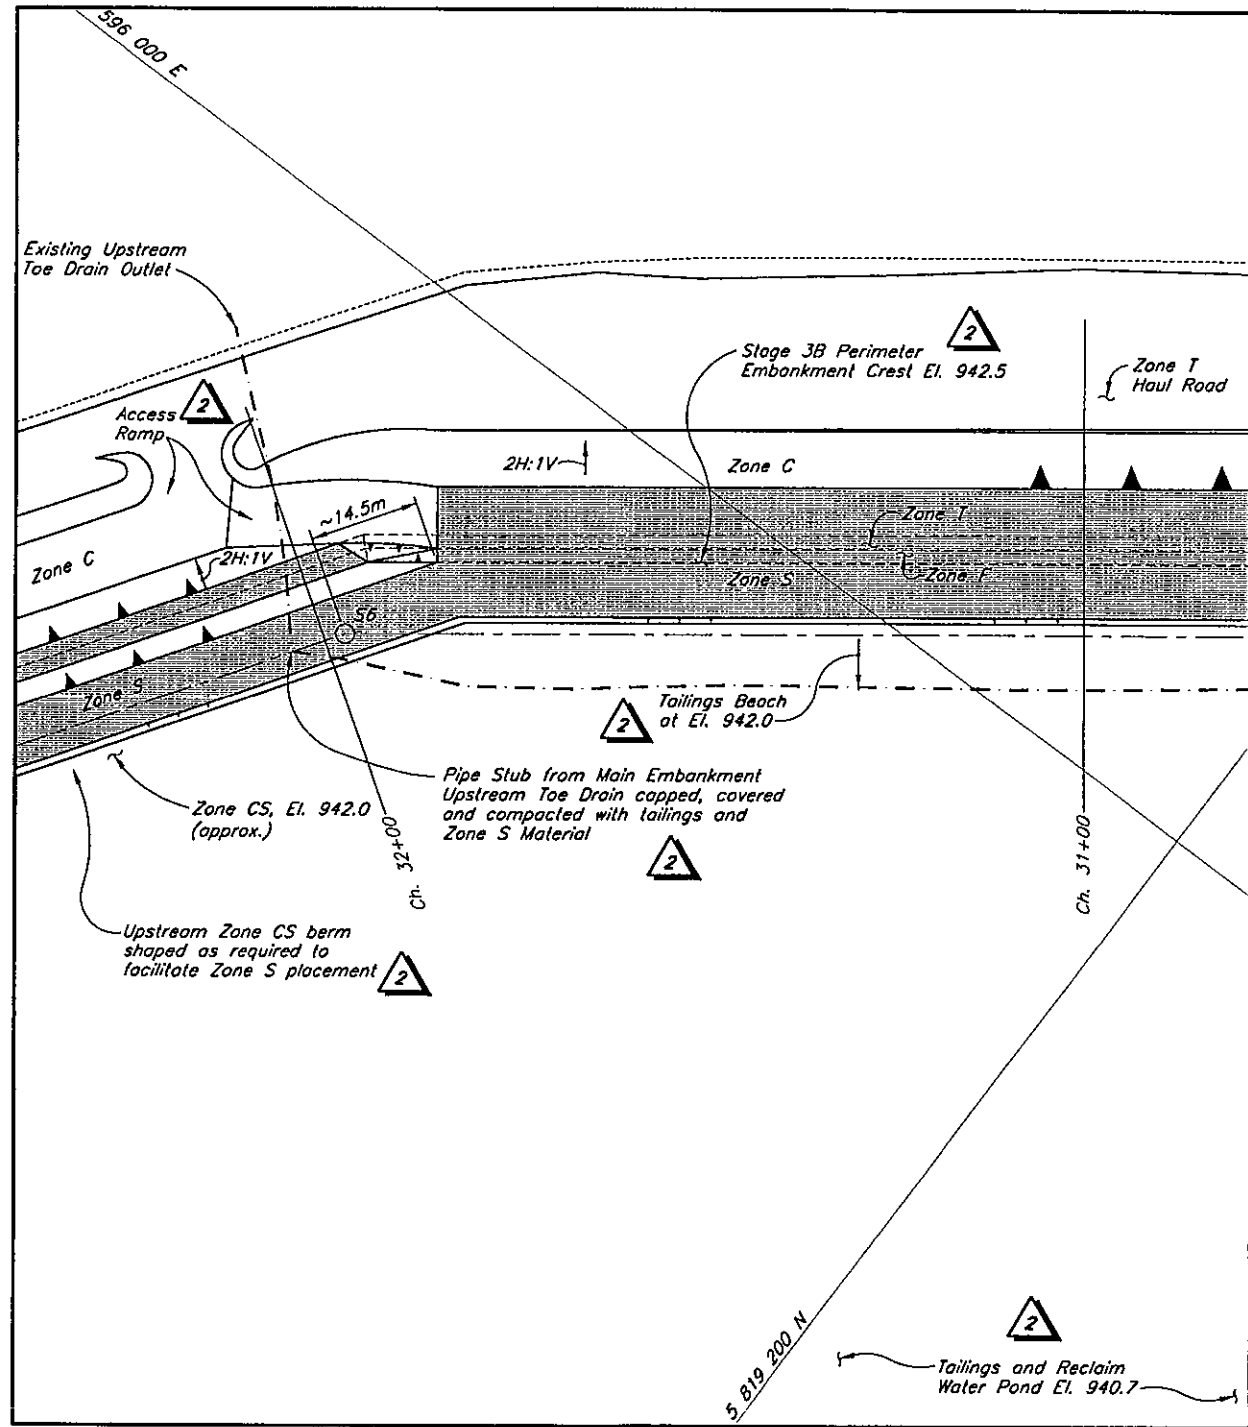 596 000 E
Existing Upstream
Toe Drain Outlet
2
Stage 3B Perimeter
Embankment Crest El. 942.5
Zone T
Haul Road
2
Access
Ramp
2H:1V
Zone C
~14.5m
Zone T
Zone C
2H:1V
Zone F
Zone S
S6
Zone S
Tailings Beach
at El. 942.0
2
Pipe Stub from Main Embankment
Upstream Toe Drain capped, covered
and compacted with tailings and
Zone S Material
2
Zone CS, El. 942.0
(approx.)
Ch. 32+00
Ch. 31+00
Upstream Zone CS berm
shaped as required to
facilitate Zone S placement
2
2
5 819 200 N
Tailings and Reclaim
Water Pond El. 940.7